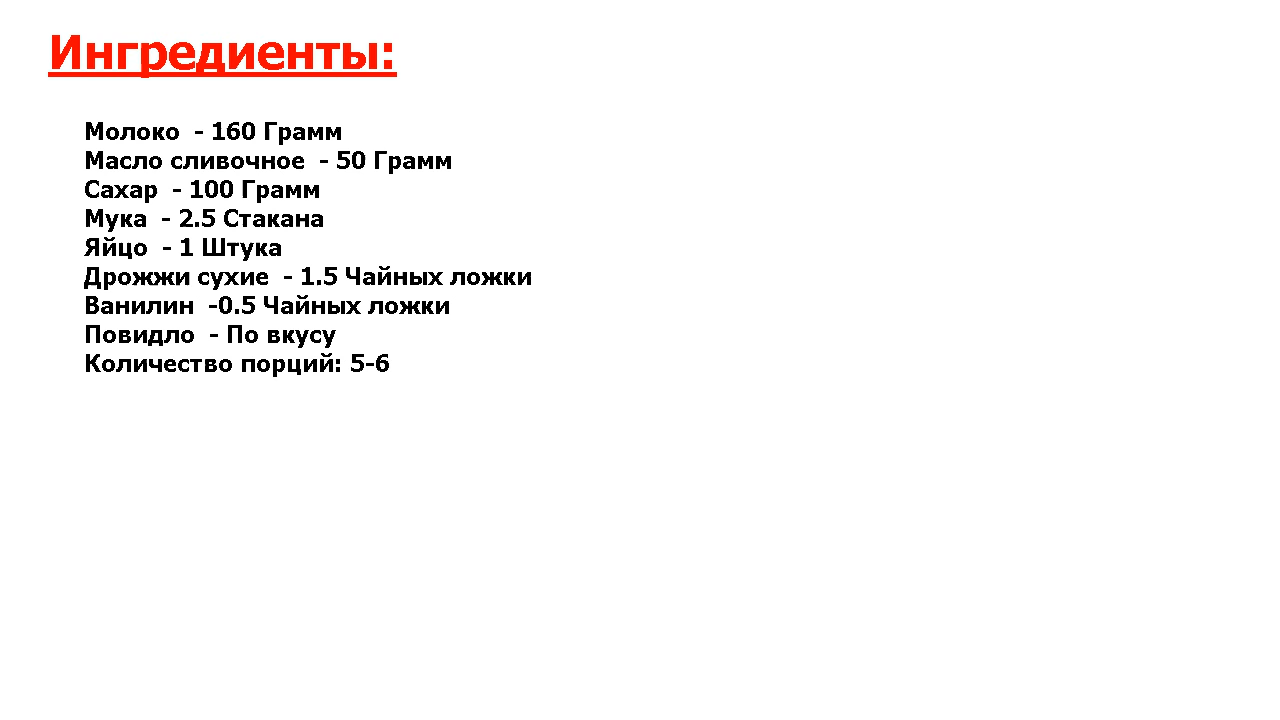 Ингредиенты:
Молоко  - 160 Грамм
Масло сливочное  - 50 Грамм
Сахар  - 100 Грамм
Мука  - 2.5 Стакана
Яйцо  - 1 Штука
Дрожжи сухие  - 1.5 Чайных ложки
Ванилин  -0.5 Чайных ложки
Повидло  - По вкусу
Количество порций: 5-6